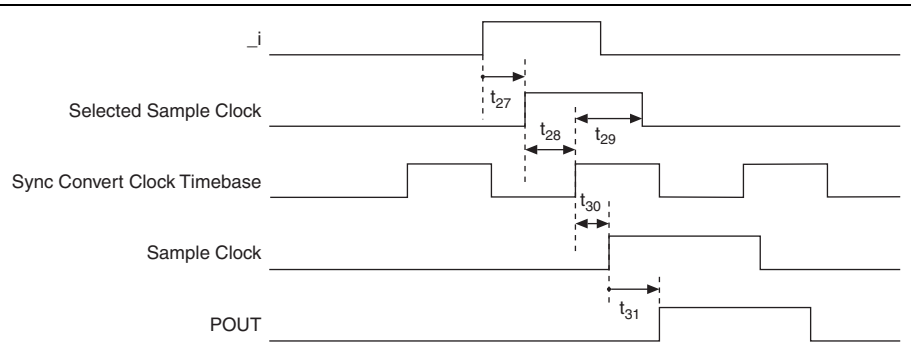 _i
t27
Selected Sample Clock
t28
t29
Sync Convert Clock Timebase
t30
Sample Clock
t31
POUT